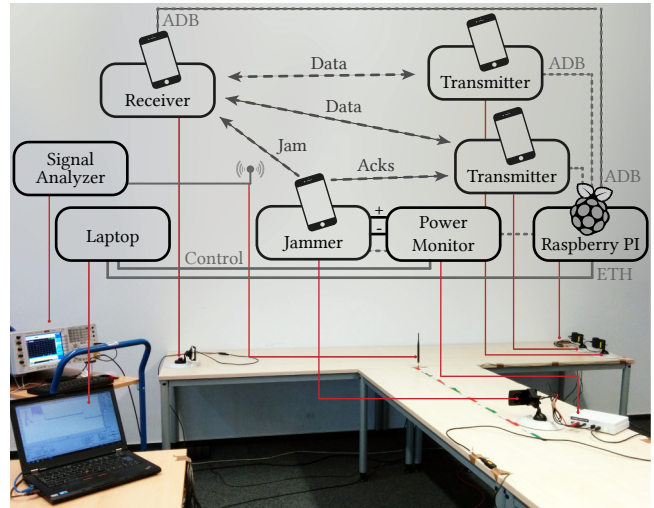 ADB
Data
Receiver
Transmitter
ADB
Data
Jam
Acks
Transmitter
Signal
Analyzer
ADB
Laptop
Jammer
+
-
Power
Monitor
Raspberry PI
Control
ETH